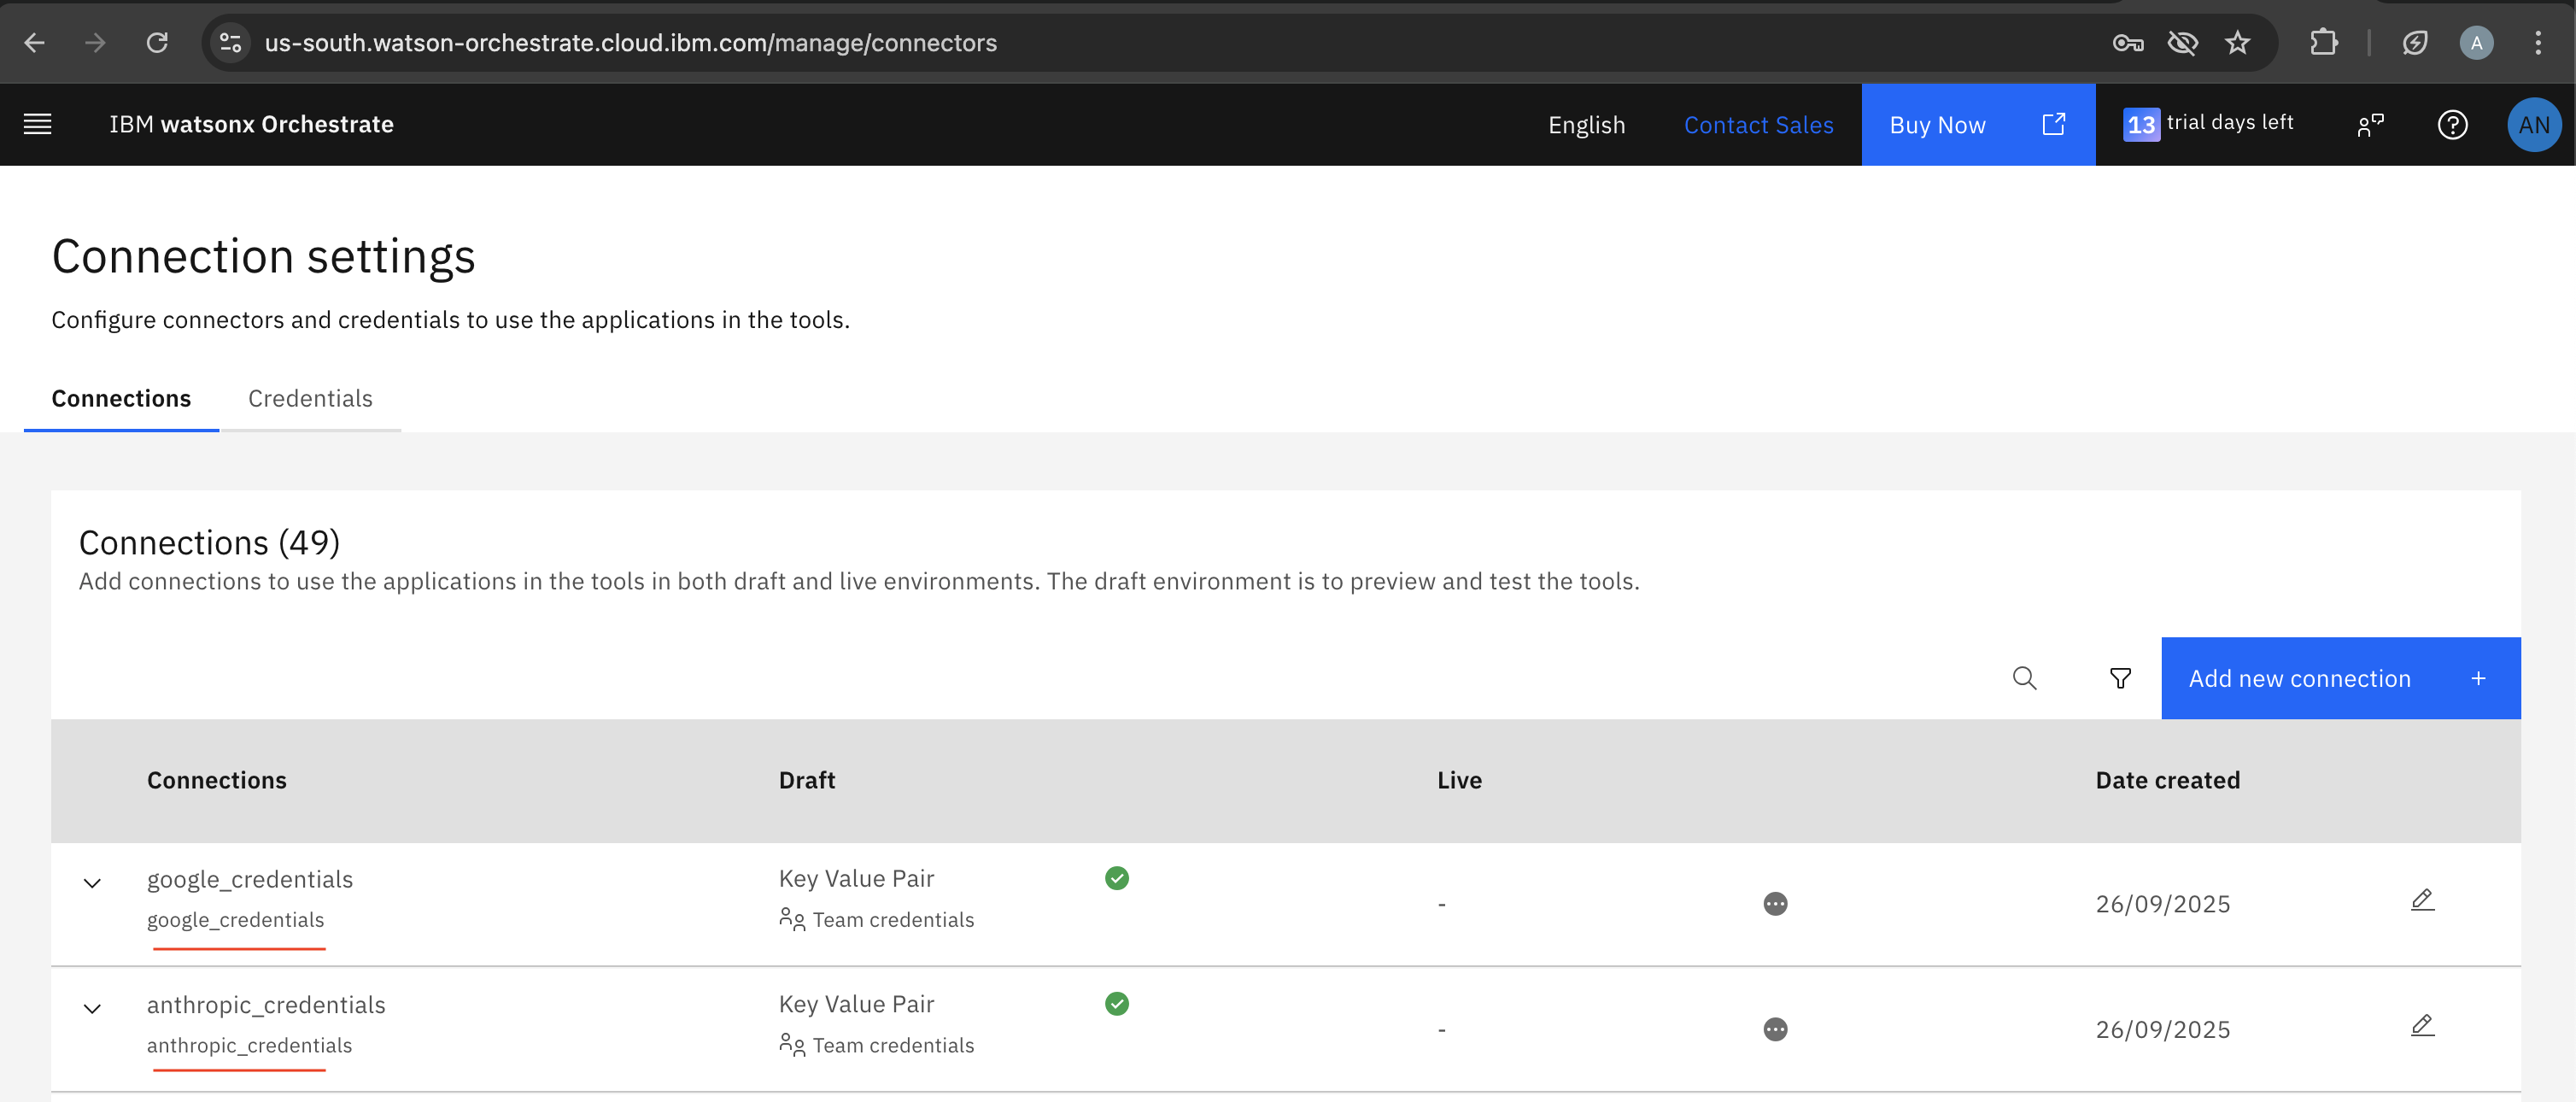 us-south.watson-orchestrate.cloud.ibm.com/manage/connectors
A
IBM watsonx Orchestrate
English
Contact Sales
Buy Now
13 trial days left
AN
Connection settings
Configure connectors and credentials to use the applications in the tools.
Connections
Credentials
Connections (49)
Add connections to use the applications in the tools in both draft and live environments. The draft environment is to preview and test the tools.
Add new connection +
Connections Draft Live Date created
google_credentials Key Value Pair
google_credentials Team credentials
- 26/09/2025
anthropic_credentials Key Value Pair
anthropic_credentials Team credentials
- 26/09/2025